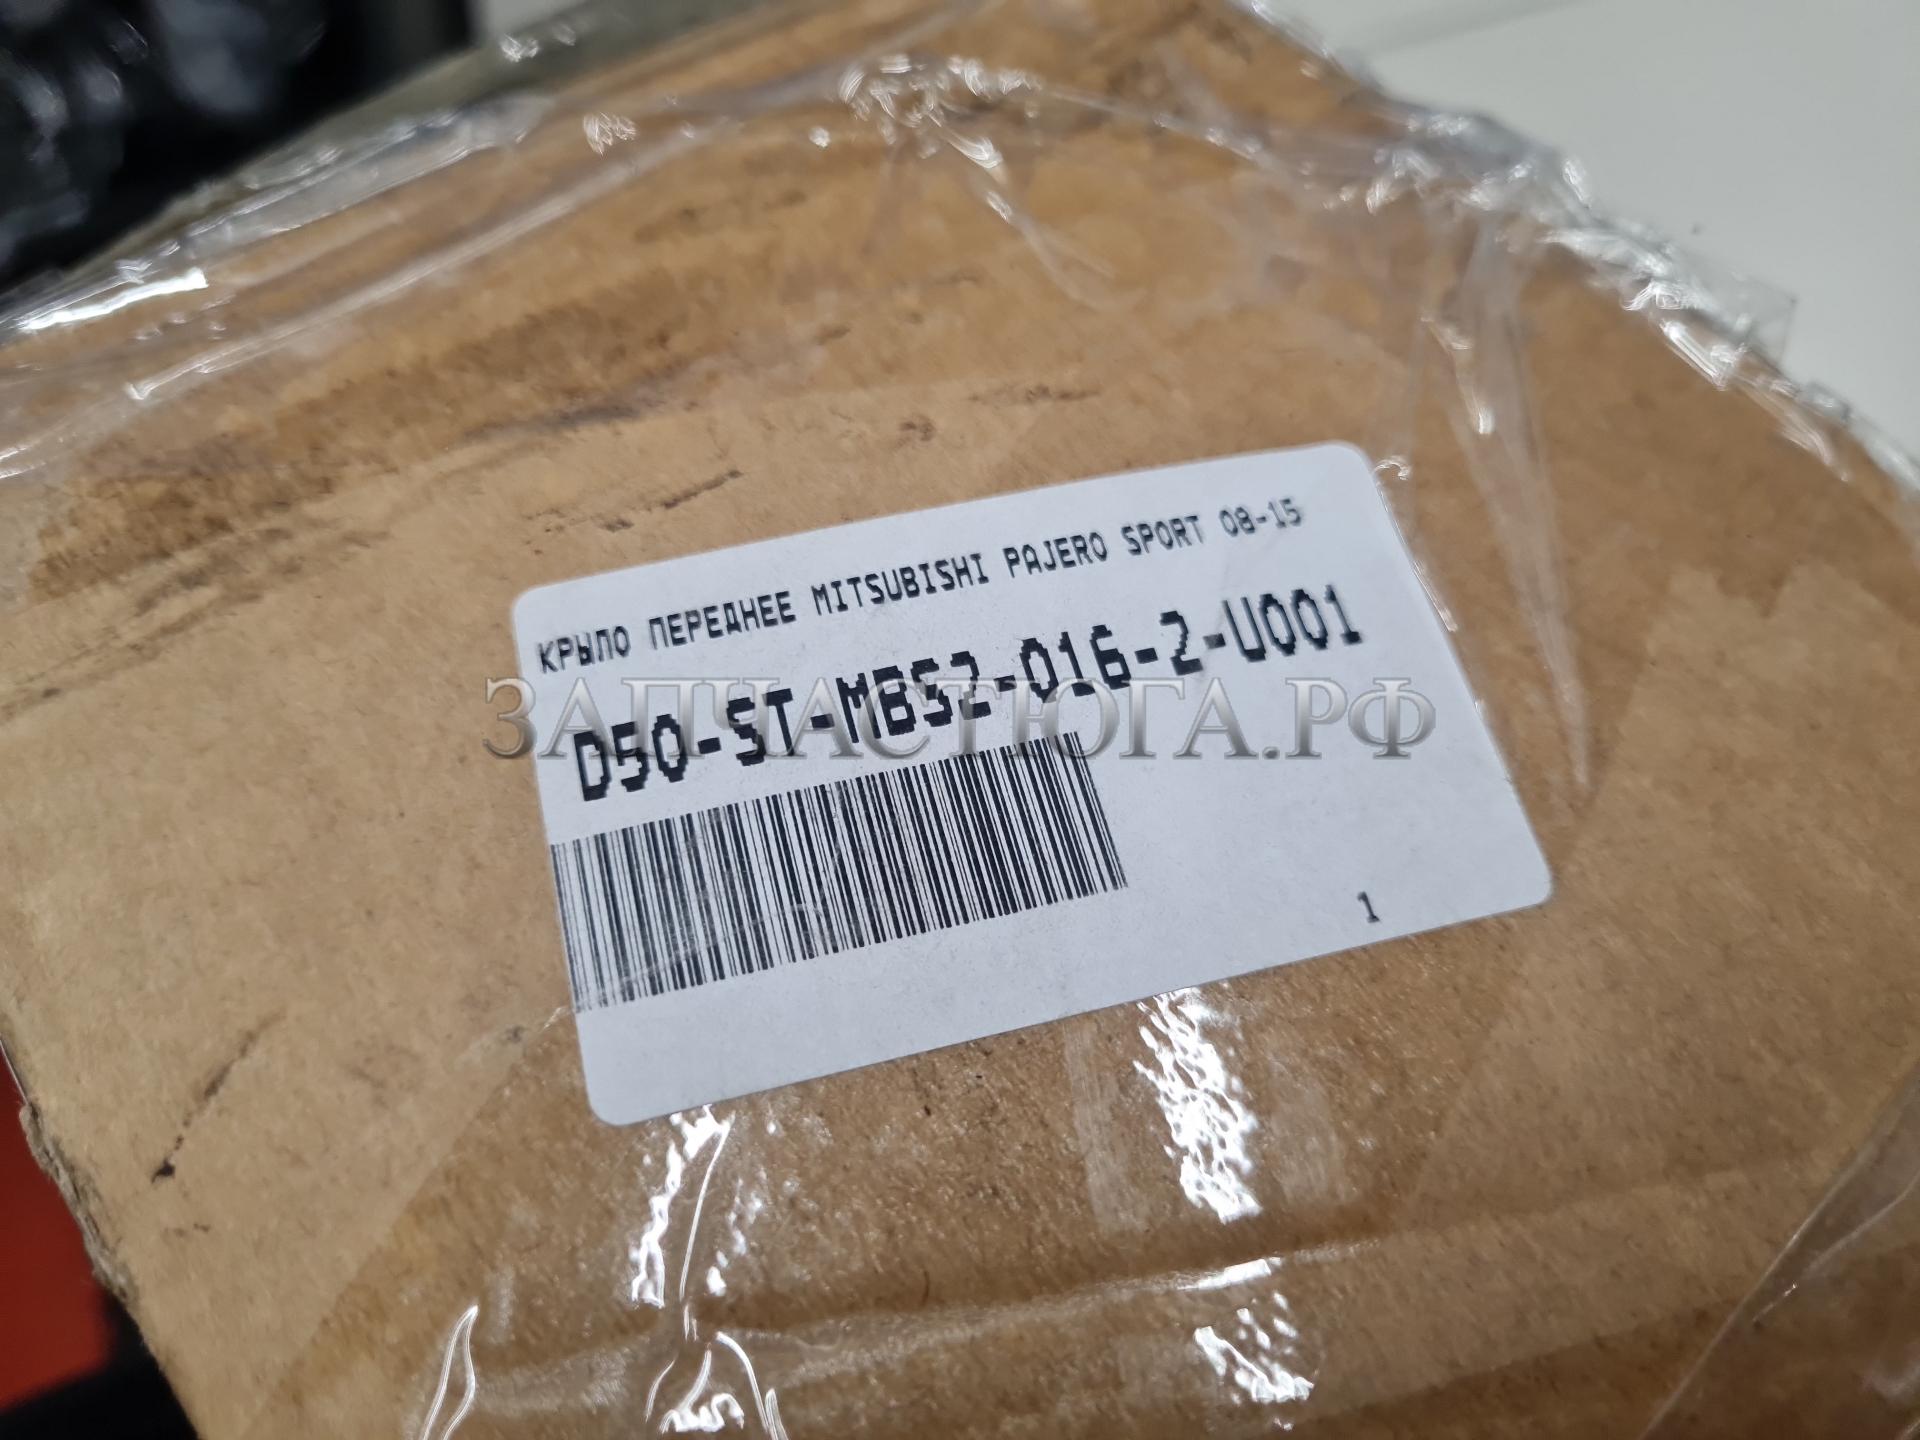 КРЫЛО ПЕРЕДНЕЕ MITSUBISHI PAJERO SPORT 08-15
D50-ST-MBS2-016-2-U001
ЗАПЧАСТЮГА.РФ
1